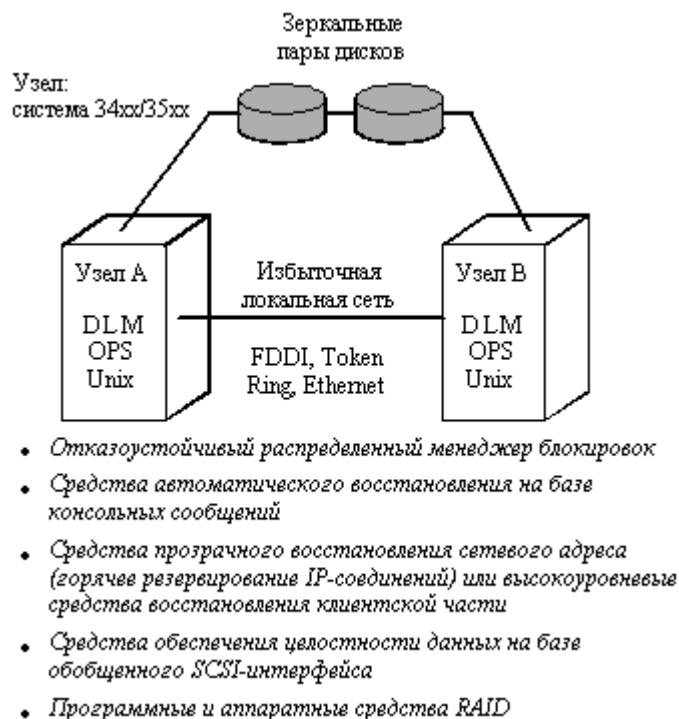 Зеркальные
пары дисков
Узел:
система 34xx/35xx
Узел А
DLM
OPS
Unix
Избыточная
локальная сеть
FDDI, Token
Ring, Ethernet
Узел В
DLM
OPS
Unix
• Отказоустойчивый распределенный менеджер блокировок
• Средства автоматического восстановления на базе
консольных сообщений
• Средства прозрачного восстановления сетевого адреса
(горячее резервирование IP-соединений) или высокоуровневые
средства восстановления клиентской части
• Средства обеспечения целостности данных на базе
обобщенного SCSI-интерфейса
• Программные и аппаратные средства RAID